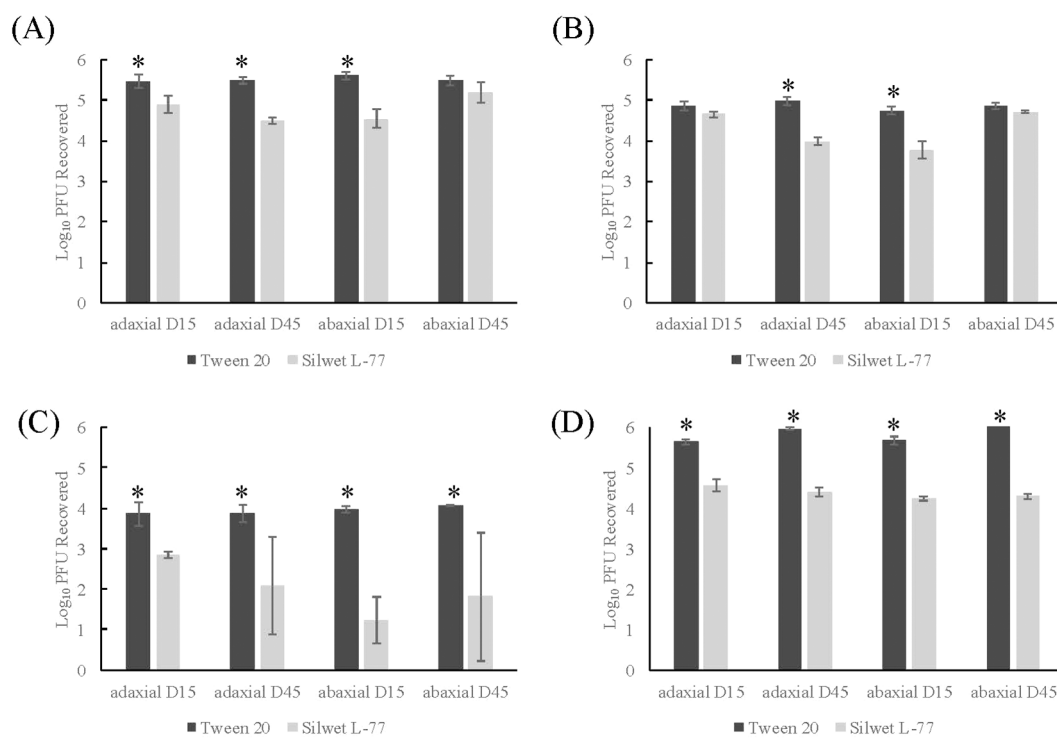 (A)
Log₁₀ PFU Recovered
6
5
4
3
2
1
0
* * *
adaxial D15 adaxial D45 abaxial D15 abaxial D45
Tween 20 Silwet L-77
(B)
Log₁₀ PFU Recovered
6
5
4
3
2
1
0
* *
adaxial D15 adaxial D45 abaxial D15 abaxial D45
Tween 20 Silwet L-77
(C)
Log₁₀ PFU Recovered
6
5
4
3
2
1
0
* * * *
adaxial D15 adaxial D45 abaxial D15 abaxial D45
Tween 20 Silwet L-77
(D)
Log₁₀ PFU Recovered
6
5
4
3
2
1
0
* * * *
adaxial D15 adaxial D45 abaxial D15 abaxial D45
Tween 20 Silwet L-77